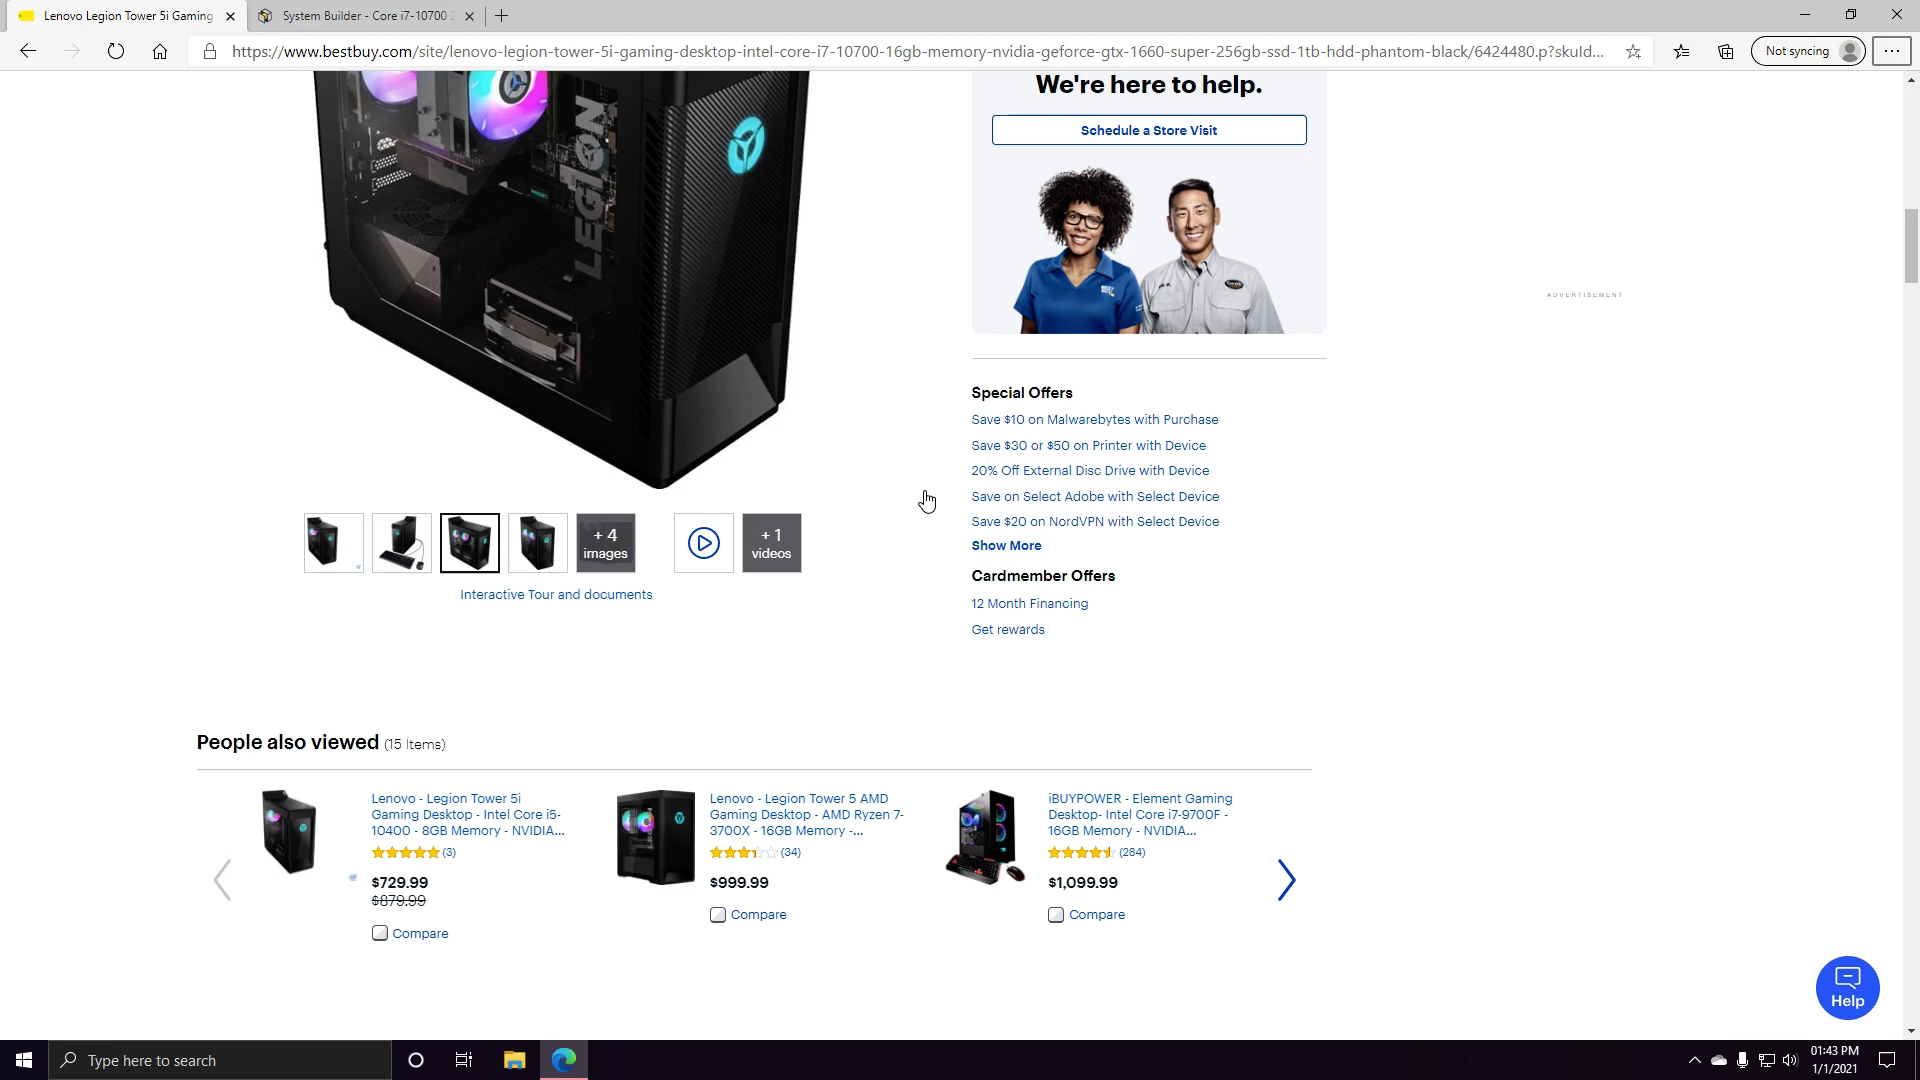 Lenovo Legion Tower 5i Gaming
System Builder - Core i7-10700 2
https://www.bestbuy.com/site/lenovo-legion-tower-5i-gaming-desktop-intel-core-i7-10700-16gb-memory-nvidia-geforce-gtx-1660-super-256gb-ssd-1tb-hdd-phantom-black/6424480.p?skuId...
Not syncing
We're here to help.
Schedule a Store Visit
LEGION
ADVERTISEMENT
Special Offers
Save $10 on Malwarebytes with Purchase
Save $30 or $50 on Printer with Device
20% Off External Disc Drive with Device
Save on Select Adobe with Select Device
Save $20 on NordVPN with Select Device
Show More
Cardmember Offers
12 Month Financing
Get rewards
+ 4
images
+ 1
videos
Interactive Tour and documents
People also viewed (15 Items)
Lenovo - Legion Tower 5i
Gaming Desktop - Intel Core i5-
10400 - 8GB Memory - NVIDIA...
(3)
$729.99
$879.99
Compare
Lenovo - Legion Tower 5 AMD
Gaming Desktop - AMD Ryzen 7-
3700X - 16GB Memory -...
(34)
$999.99
Compare
iBUYPOWER - Element Gaming
Desktop- Intel Core i7-9700F -
16GB Memory - NVIDIA...
(284)
$1,099.99
Compare
Help
Type here to search
01:43 PM
1/1/2021